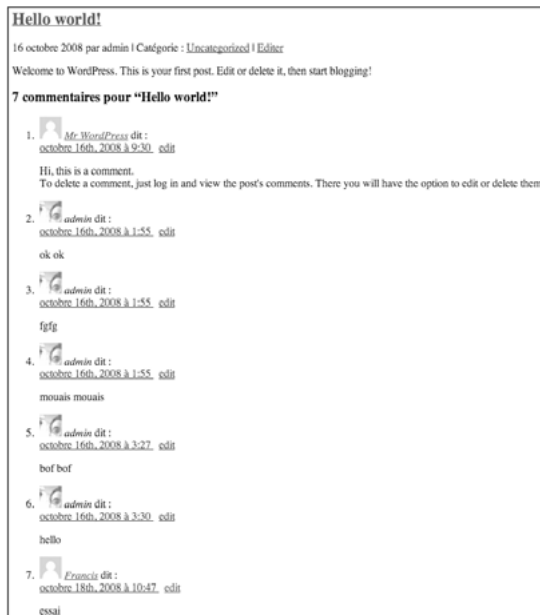 Hello world!
16 octobre 2008 par admin | Catégorie : Uncategorized | Editer
Welcome to WordPress. This is your first post. Edit or delete it, then start blogging!
7 commentaires pour “Hello world!”
1. Mr WordPress dit :
octobre 16th, 2008 à 9:30 edit
Hi, this is a comment.
To delete a comment, just log in and view the post's comments. There you will have the option to edit or delete them
2. admin dit :
octobre 16th, 2008 à 1:55 edit
ok ok
3. admin dit :
octobre 16th, 2008 à 1:55 edit
fgfg
4. admin dit :
octobre 16th, 2008 à 1:55 edit
mouais mouais
5. admin dit :
octobre 16th, 2008 à 3:27 edit
bof bof
6. admin dit :
octobre 16th, 2008 à 3:30 edit
hello
7. Francis dit :
octobre 18th, 2008 à 10:47 edit
essai